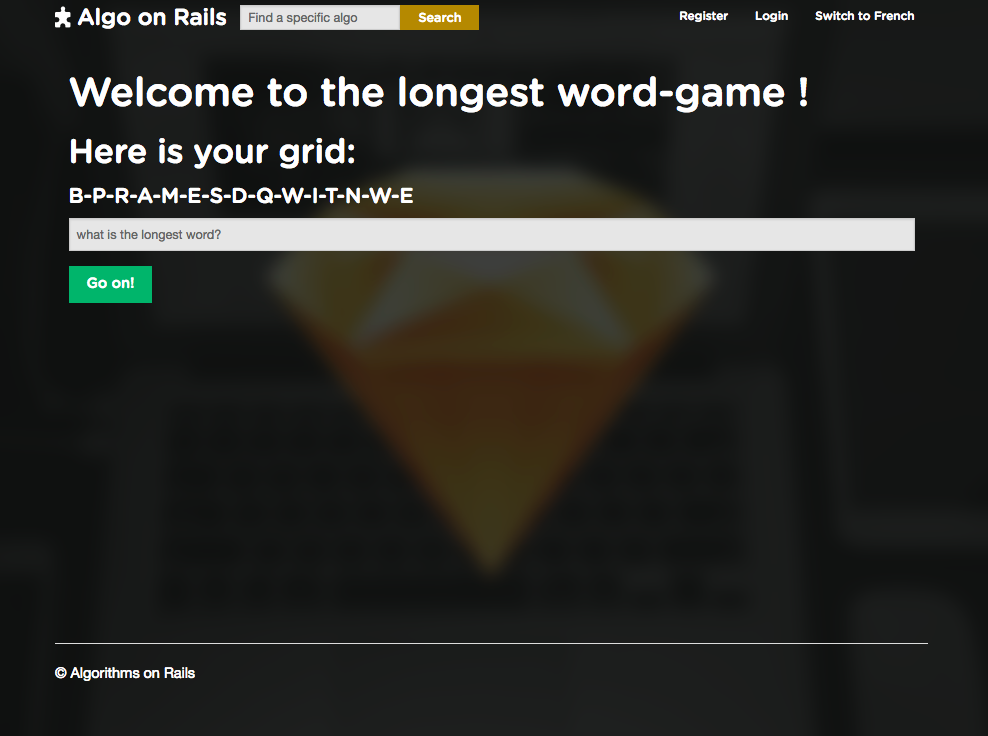 Algo on Rails Find a specific algo Search Register Login Switch to French
Welcome to the longest word-game !
Here is your grid:
B-P-R-A-M-E-S-D-Q-W-I-T-N-W-E
what is the longest word?
Go on!
© Algorithms on Rails